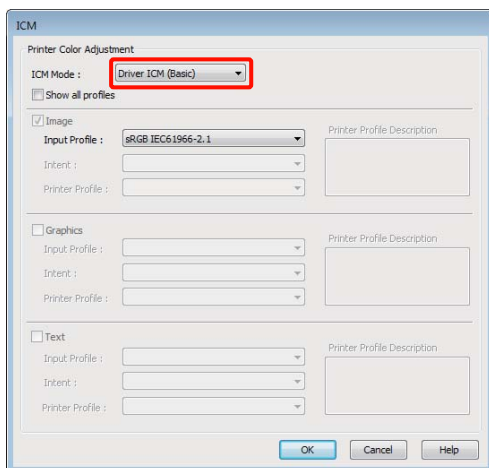 ICM
Printer Color Adjustment
ICM Mode : Driver ICM (Basic)
Show all profiles
Image
Printer Profile Description
Input Profile : sRGB IEC61966-2.1
Intent :
Printer Profile :
Graphics
Printer Profile Description
Input Profile :
Intent :
Printer Profile :
Text
Printer Profile Description
Input Profile :
Intent :
Printer Profile :
OK Cancel Help